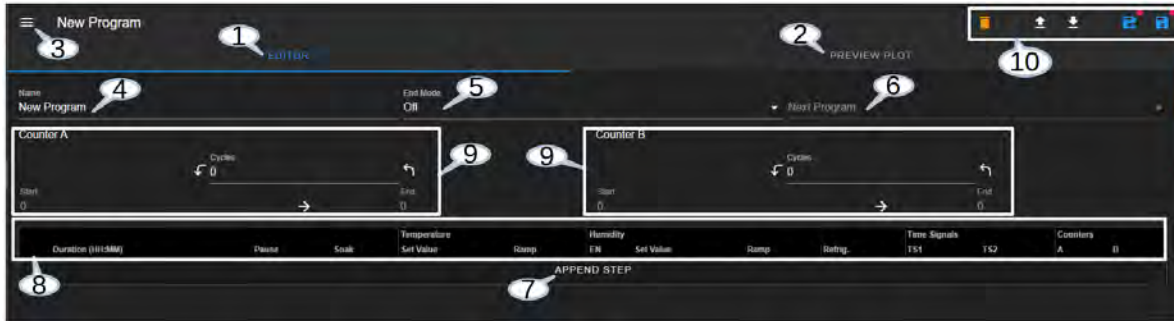 New Program
1
2
3
10
EDITOR
PREVIEW PLOT
Name
New Program
4
End Mode
Off
5
Next Program
6
Counter A
Cycles
0
Start
0
End
0
9
Counter B
9
Cycles
0
Start
0
End
0
Temperature Humidity Time Signals Counters
Duration (HH:MM) Pause Soak Set Value Ramp EN Set Value Ramp Refrig. TS1 TS2 A B
8
APPEND STEP
7